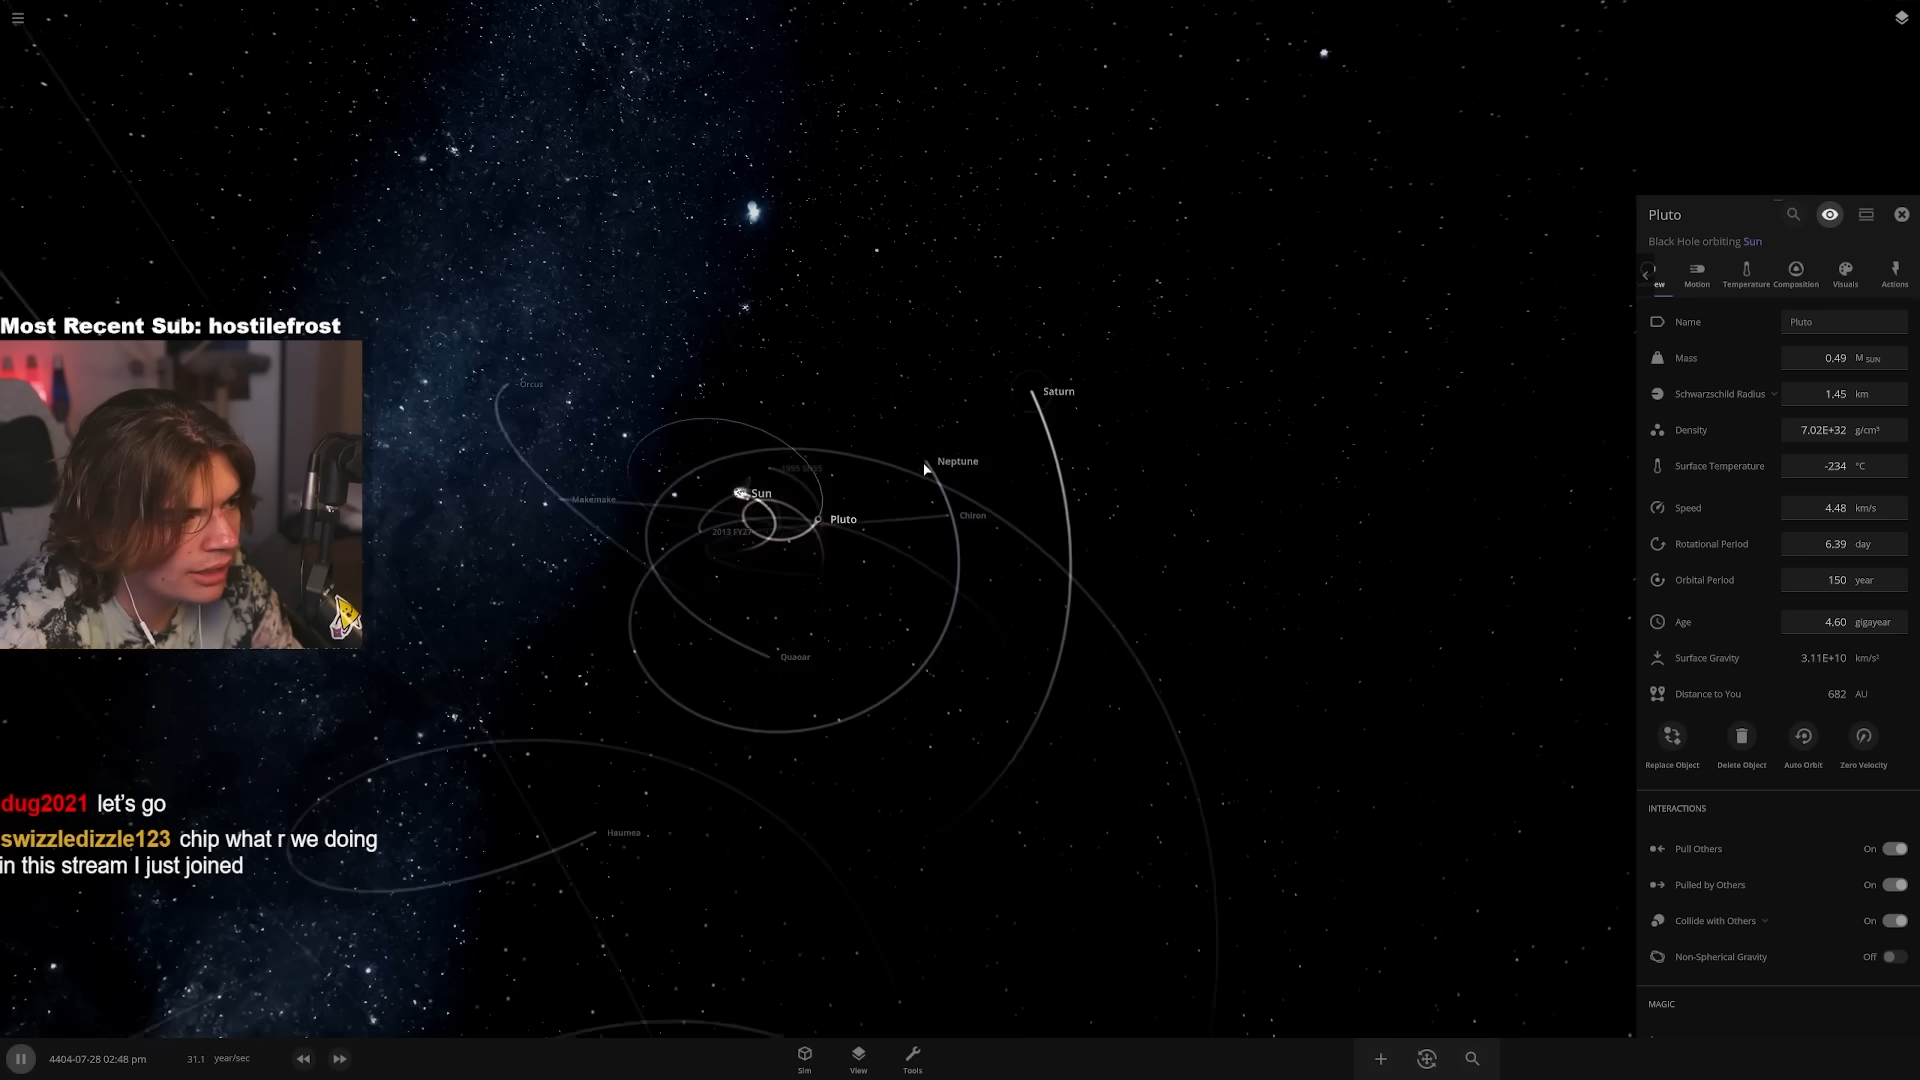 Orcus
Saturn
1995 SN55
Neptune
Sun
Makemake
Pluto
Chiron
2013 FY27
Quaoar
Haumea
Most Recent Sub: hostilefrost
dug2021 let's go
swizzledizzle123 chip what r we doing
in this stream I just joined
Pluto
Black Hole orbiting Sun
ew
Motion
Temperature
Composition
Visuals
Actions
Name Pluto
Mass 0.49 M SUN
Schwarzschild Radius 1.45 km
Density 7.02E+32 g/cm³
Surface Temperature -234 °C
Speed 4.48 km/s
Rotational Period 6.39 day
Orbital Period 150 year
Age 4.60 gigayear
Surface Gravity 3.11E+10 km/s²
Distance to You 682 AU
Replace Object
Delete Object
Auto Orbit
Zero Velocity
INTERACTIONS
Pull Others On
Pulled by Others On
Collide with Others On
Non-Spherical Gravity Off
MAGIC
4404-07-28 02:48 pm
31.1 year/sec
Sim
View
Tools